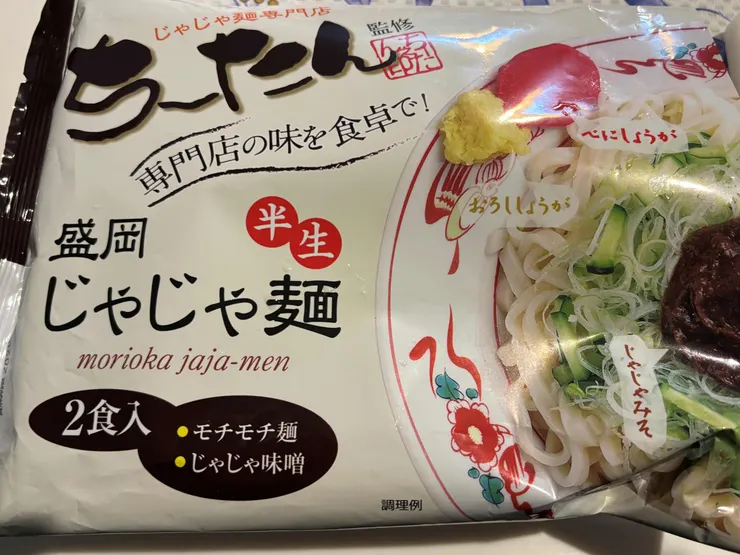 じゃじゃ麺専門店
ちーたん
監修
専門店の味を食卓で!
半生
盛岡
じゃじゃ麺
morioka jaja-men
2食入
モチモチ麺
じゃじゃ味噌
べにしょうが
おろししょうが
じゃじゃみそ
調理例